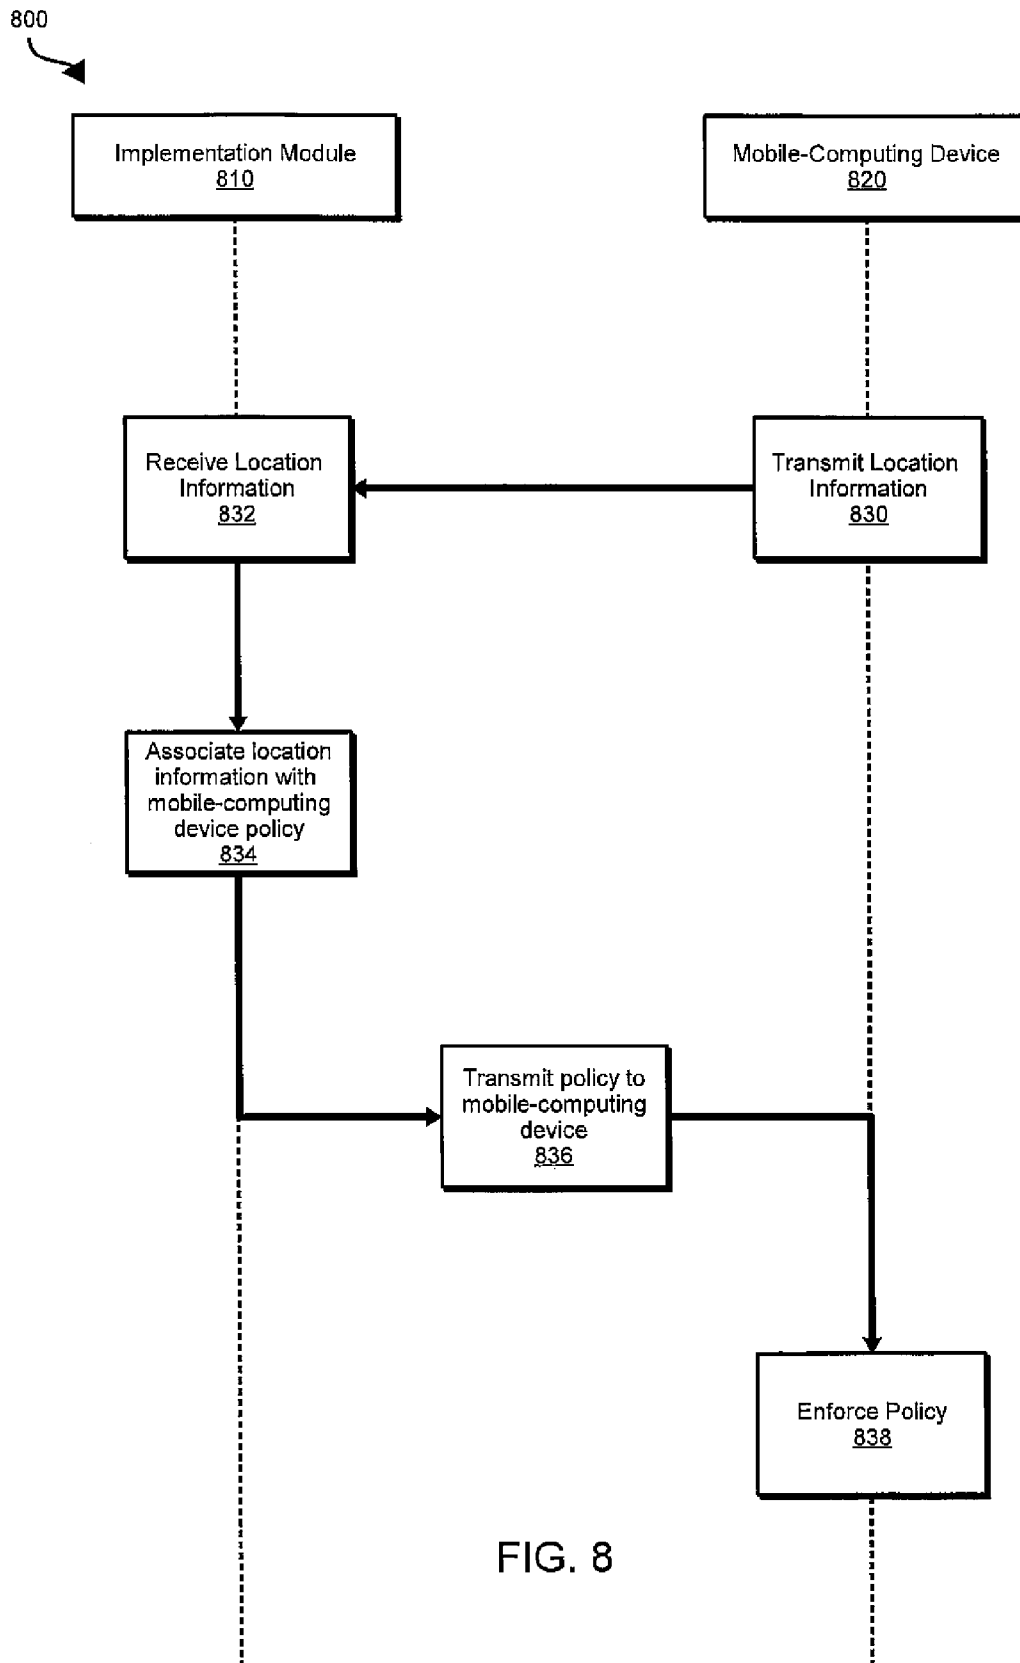 800
Implementation Module
810
Mobile-Computing Device
820
Receive Location
Information
832
Transmit Location
Information
830
Associate location
information with
mobile-computing
device policy
834
Transmit policy to
mobile-computing
device
836
Enforce Policy
838
FIG. 8